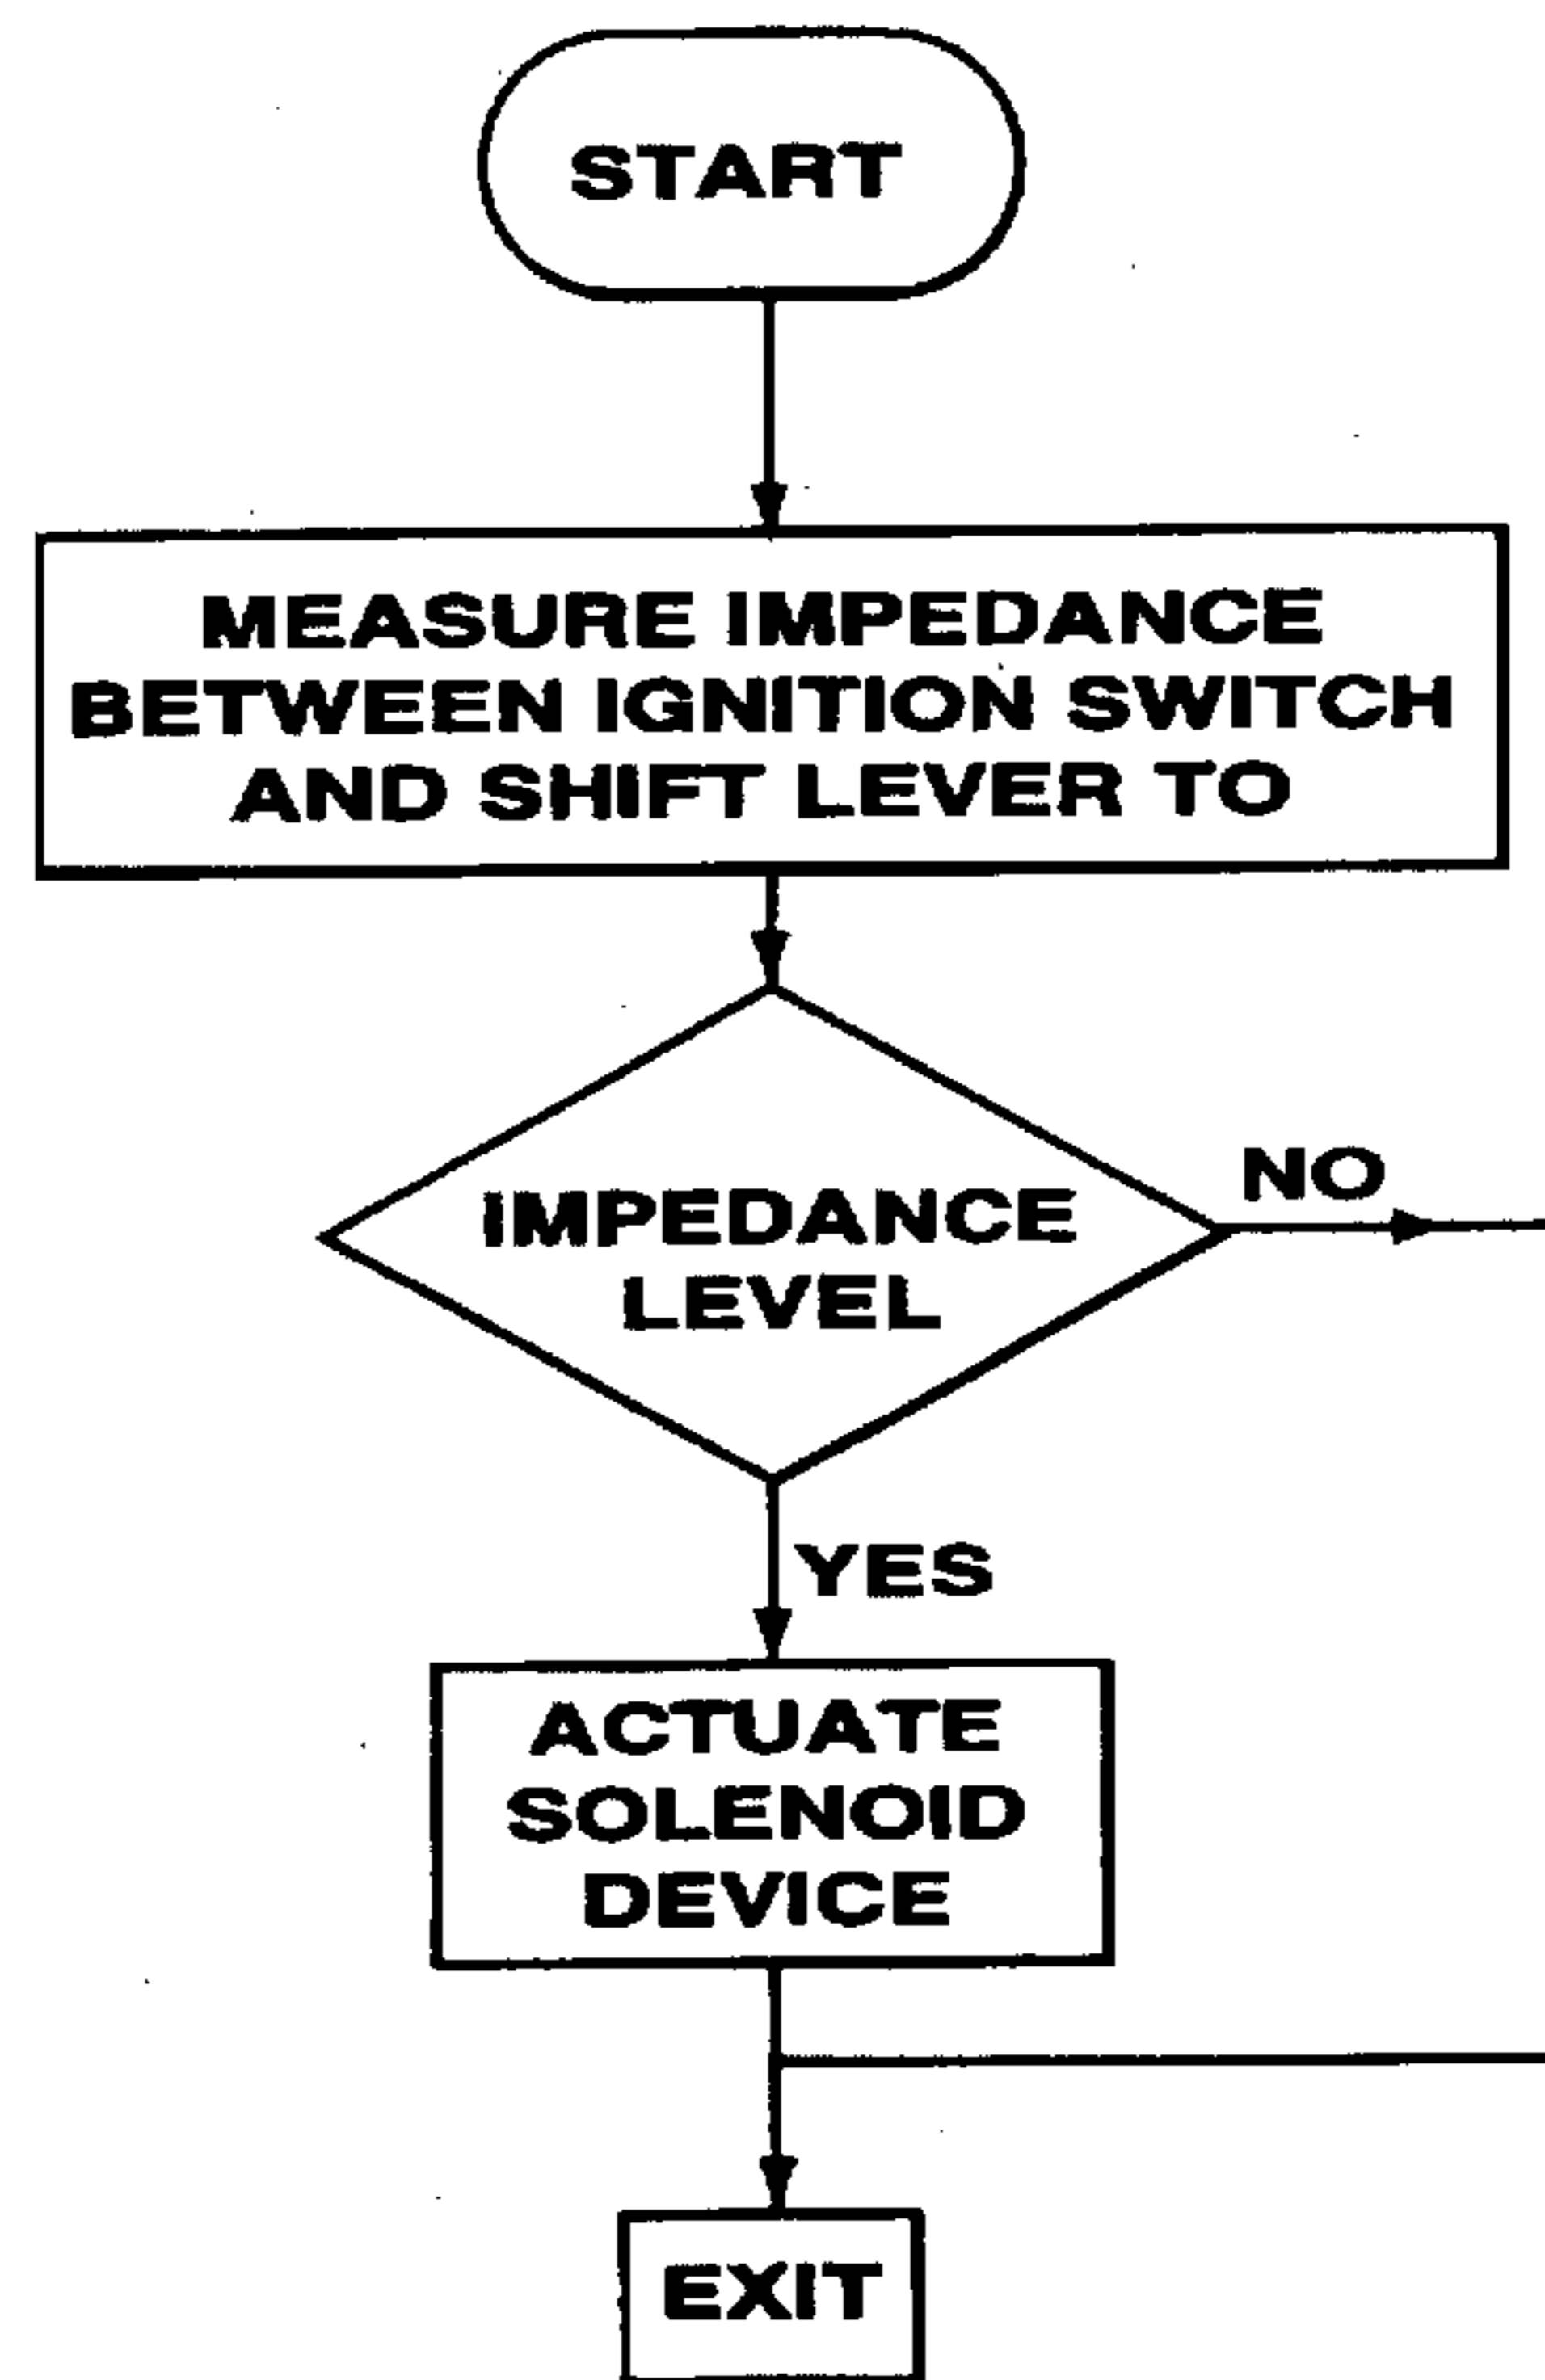 START
MEASURE IMPEDANCE
BETWEEN IGNITION SWITCH
AND SHIFT LEVER TO
IMPEDANCE
LEVEL
NO
YES
ACTUATE
SOLENOID
DEVICE
EXIT